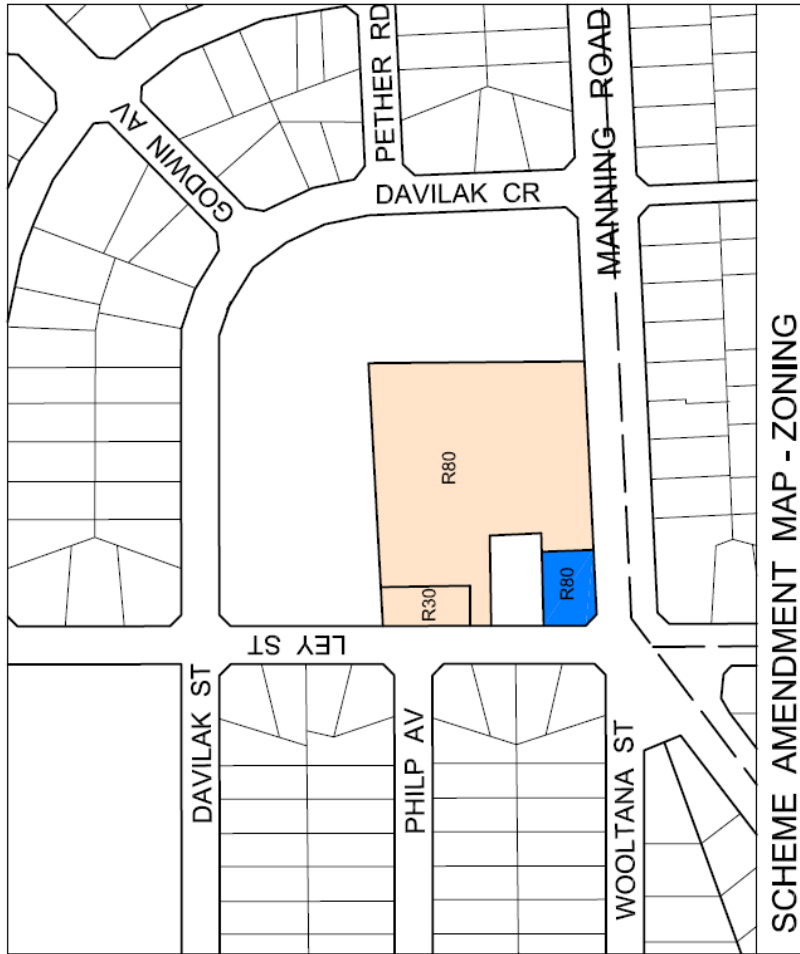 PETHER RD
MANNING ROAD
GODWIN AV
DAVILAK CR
R80
R30
R80
LEY ST
DAVILAK ST
PHILP AV
WOOLTANA ST
SCHEME AMENDMENT MAP - ZONING